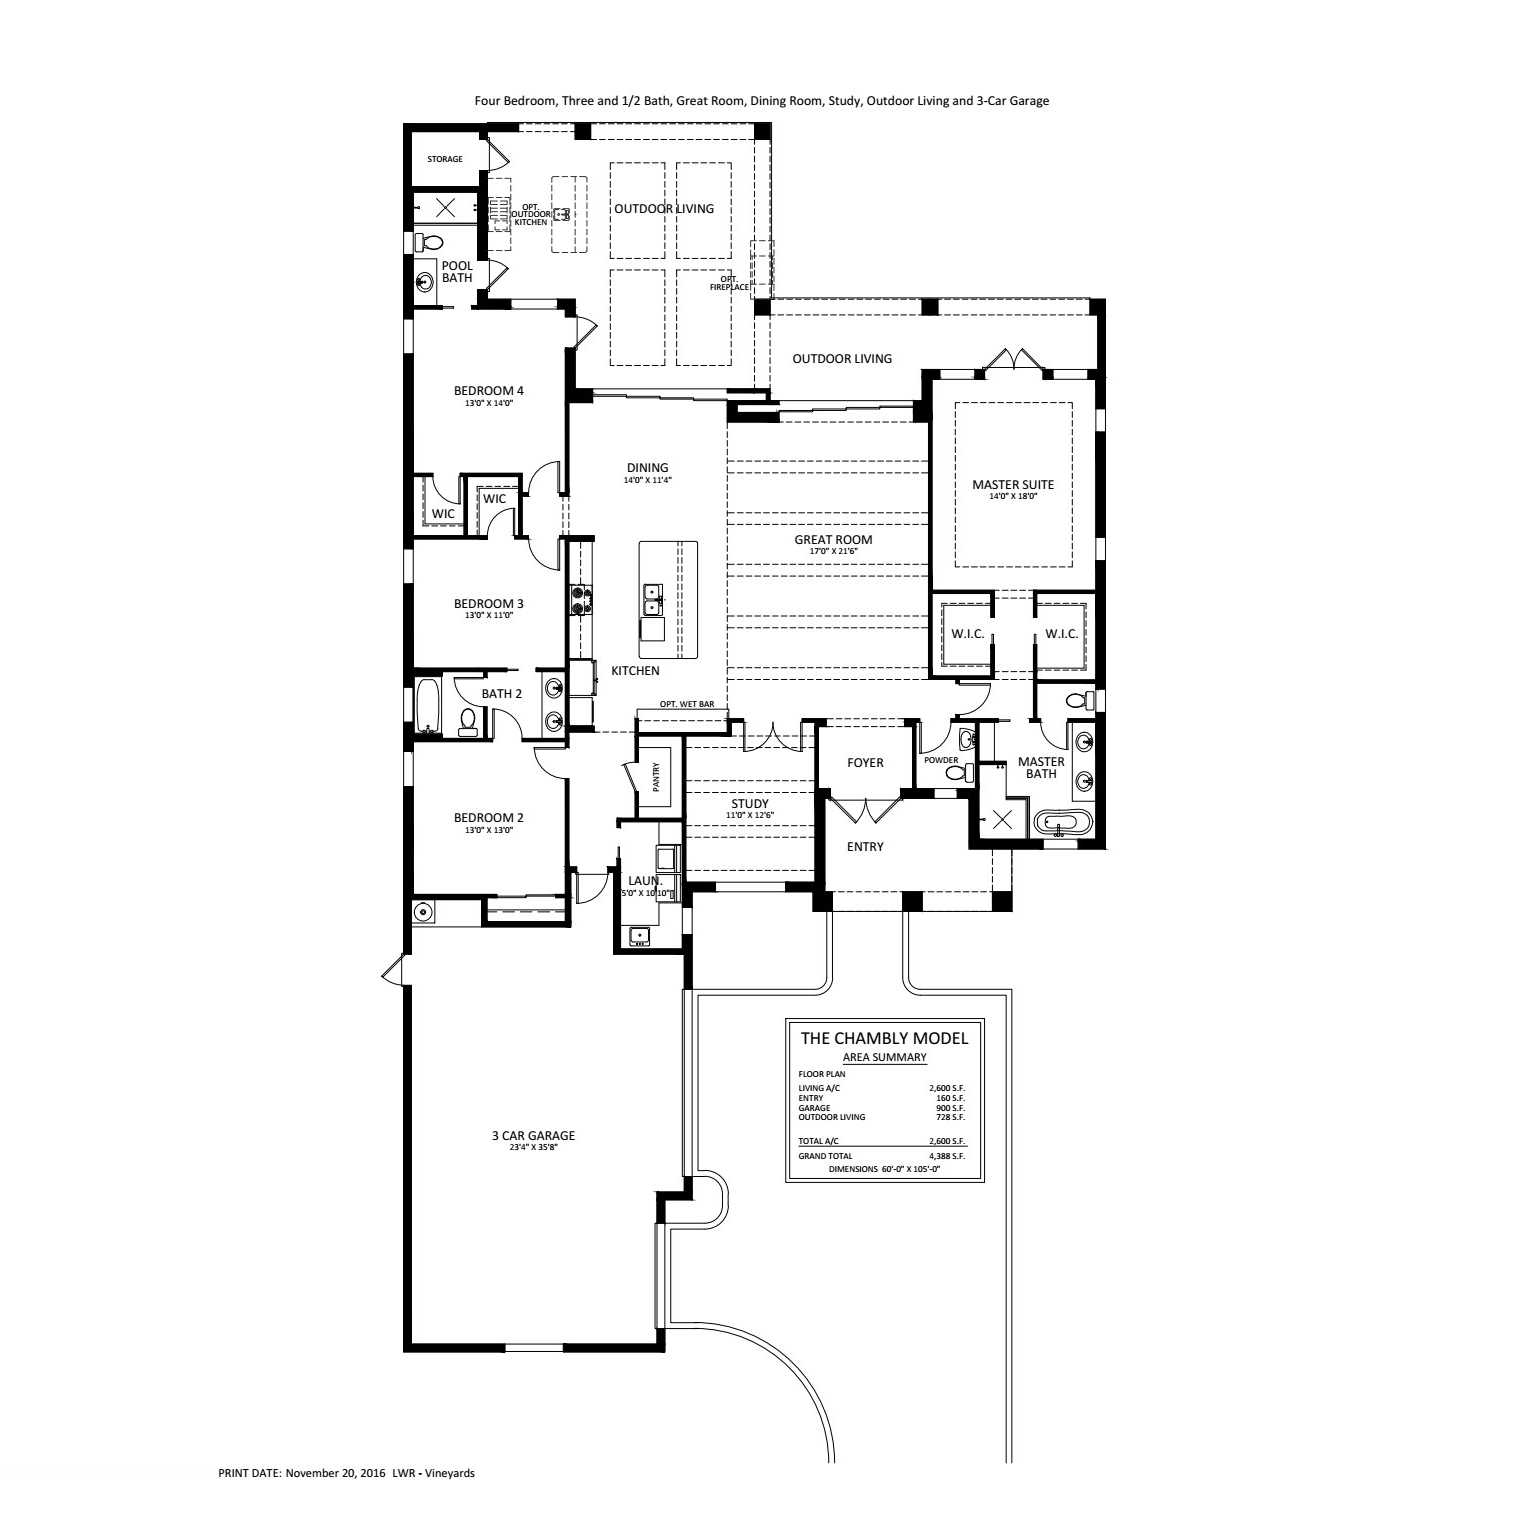 Four Bedroom, Three and 1/2 Bath, Great Room, Dining Room, Study, Outdoor Living and 3-Car Garage
STORAGE
OPT.
OUTDOOR
KITCHEN
OUTDOOR LIVING
POOL
BATH
OPT.
FIREPLACE
OUTDOOR LIVING
BEDROOM 4
13'0" X 14'0"
DINING
14'0" X 11'4"
MASTER SUITE
14'0" X 18'0"
WIC
WIC
GREAT ROOM
17'0" X 21'6"
BEDROOM 3
13'0" X 11'0"
W.I.C.
W.I.C.
KITCHEN
BATH 2
OPT. WET BAR
FOYER
POWDER
MASTER
BATH
PANTRY
STUDY
11'0" X 12'6"
BEDROOM 2
13'0" X 13'0"
ENTRY
LAUN.
5'0" X 10'10"
THE CHAMBLY MODEL
AREA SUMMARY
FLOOR PLAN
LIVING A/C 2,600 S.F.
ENTRY 160 S.F.
GARAGE 900 S.F.
OUTDOOR LIVING 728 S.F.
TOTAL A/C 2,600 S.F.
GRAND TOTAL 4,388 S.F.
DIMENSIONS 60'-0" X 105'-0"
3 CAR GARAGE
23'4" X 35'8"
PRINT DATE: November 20, 2016 LWR - Vineyards